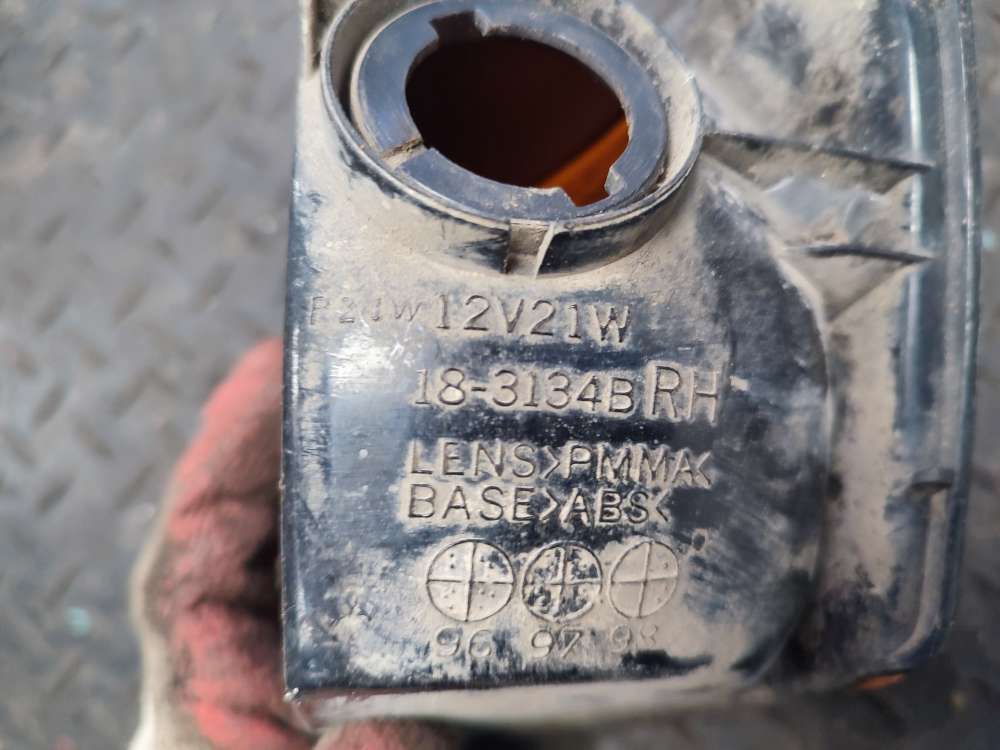 P21W 12V21W
18-3134B RH
LENS>PMMA<
BASE>ABS<
96 97 98